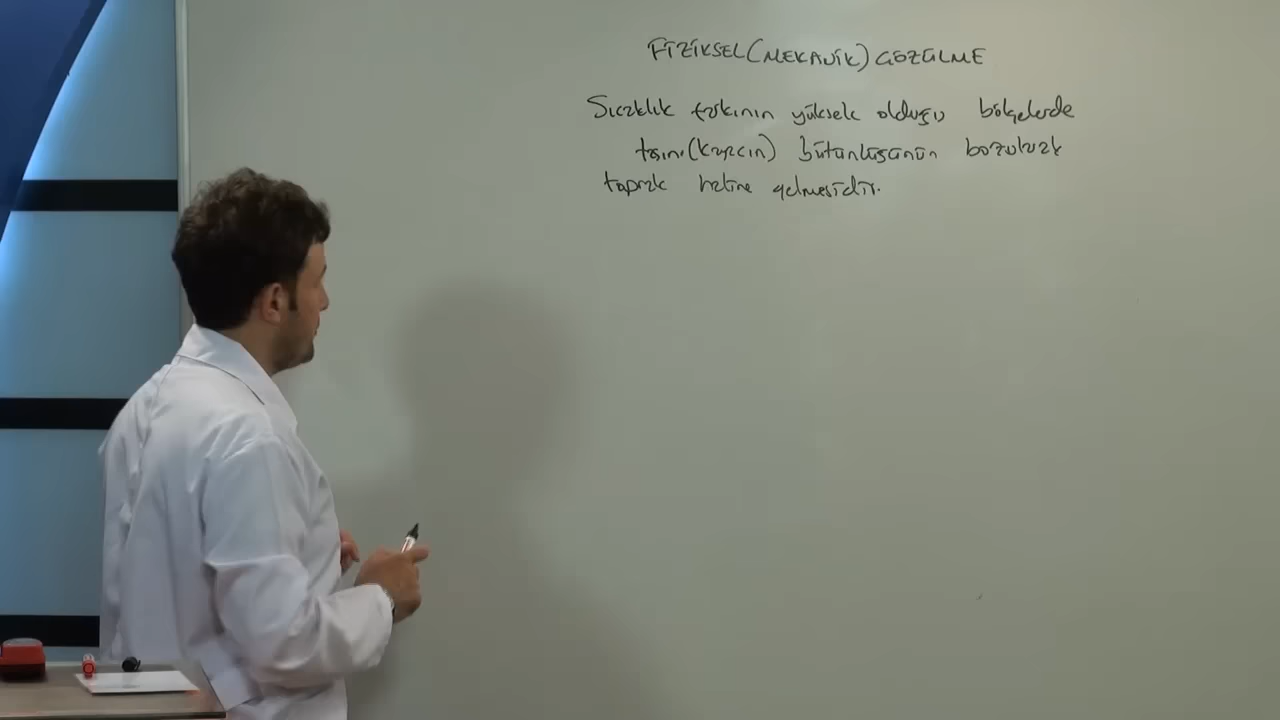 FİZİKSEL (MEKANİK) ÇÖZÜLME
Sıcaklık farkının yüksek olduğu bölgelerde
taşın (kayacın) bütünlüğünün bozularak
toprak haline gelmesidir.